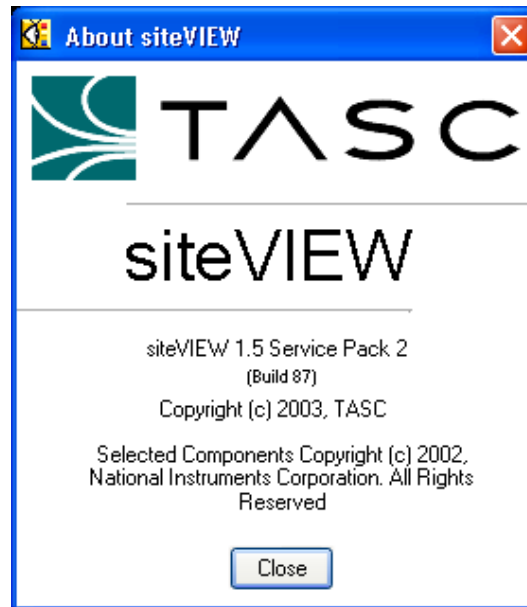 About siteVIEW
TASC
siteVIEW
siteVIEW 1.5 Service Pack 2
(Build 87)
Copyright (c) 2003, TASC
Selected Components Copyright (c) 2002,
National Instruments Corporation. All Rights
Reserved
Close